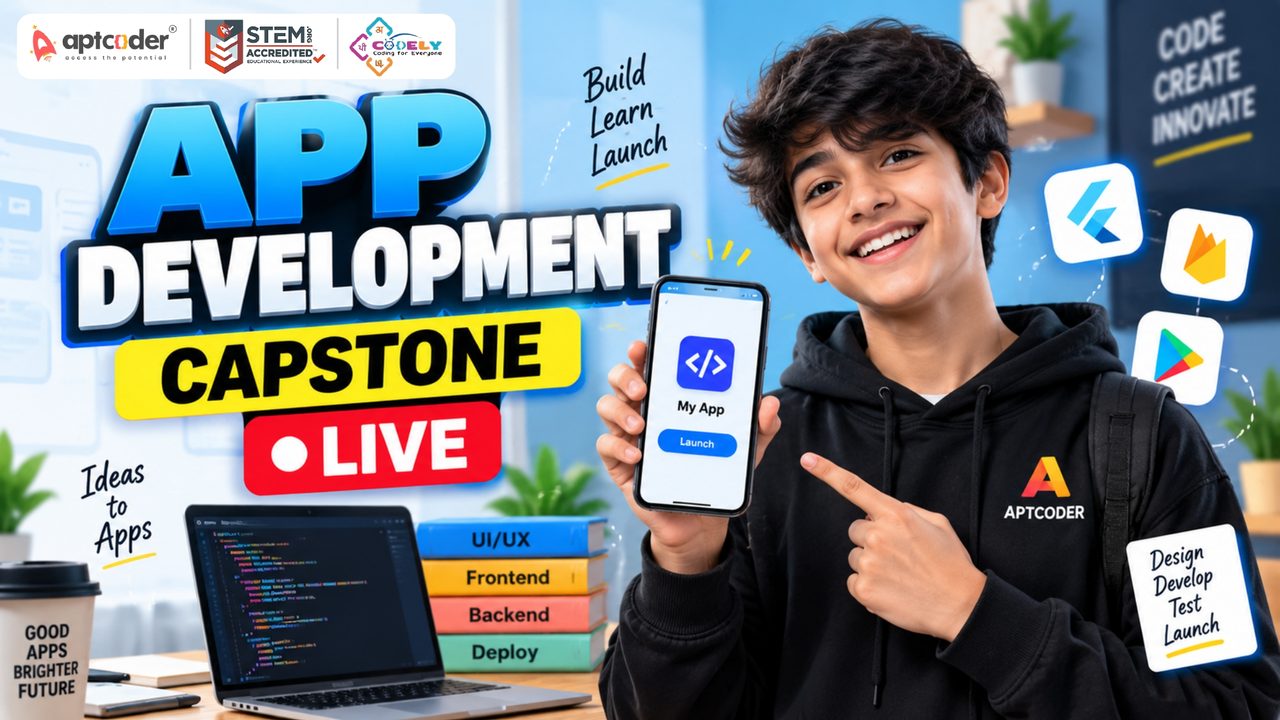 aptcoder®
access the potential
STEM.ORG
ACCREDITED
EDUCATIONAL EXPERIENCE
अ
पी
CODELY
Coding for Everyone
APP
DEVELOPMENT
CAPSTONE
LIVE
Build
Learn
Launch
CODE
CREATE
INNOVATE
</>
My App
Launch
APTCODER
Ideas
to
Apps
UI/UX
Frontend
Backend
Deploy
GOOD
APPS
BRIGHTER
FUTURE
Design
Develop
Test
Launch